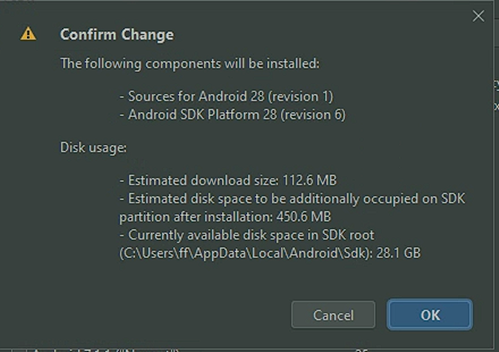 Confirm Change
The following components will be installed:
- Sources for Android 28 (revision 1)
- Android SDK Platform 28 (revision 6)
Disk usage:
- Estimated download size: 112.6 MB
- Estimated disk space to be additionally occupied on SDK
partition after installation: 450.6 MB
- Currently available disk space in SDK root
(C:\Users\ff\AppData\Local\Android\Sdk): 28.1 GB
Cancel OK